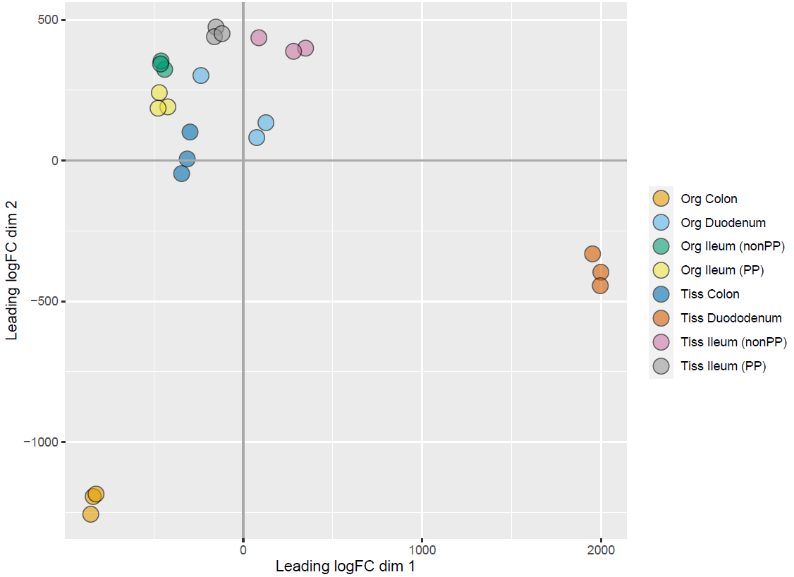 500
0
−500
−1000
0
1000
2000
Leading logFC dim 1
Leading logFC dim 2
Org Colon
Org Duodenum
Org Ileum (nonPP)
Org Ileum (PP)
Tiss Colon
Tiss Duododenum
Tiss Ileum (nonPP)
Tiss Ileum (PP)